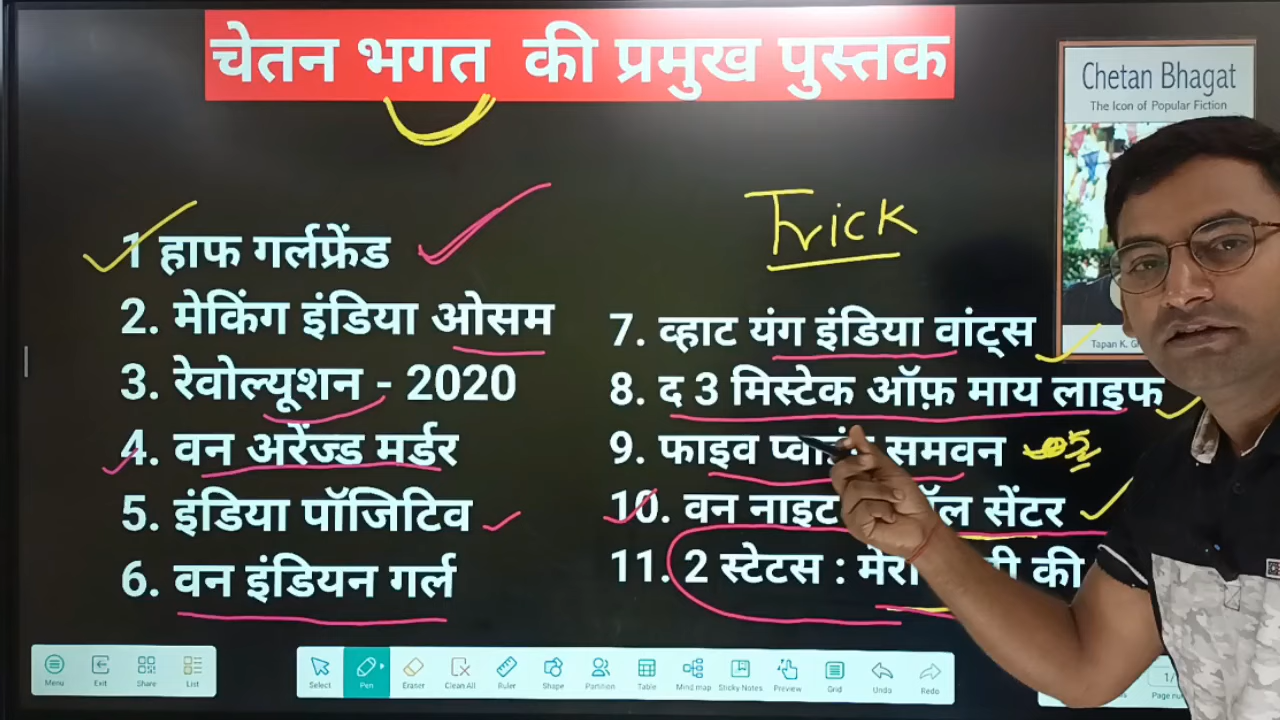 चेतन भगत की प्रमुख पुस्तक
Chetan Bhagat
The Icon of Popular Fiction
Tapan K.
Trick
1 हाफ गर्लफ्रेंड
2. मेकिंग इंडिया ओसम
3. रेवोल्यूशन - 2020
4. वन अरेंज्ड मर्डर
5. इंडिया पॉजिटिव
6. वन इंडियन गर्ल
7. व्हाट यंग इंडिया वांट्स
8. द 3 मिस्टेक ऑफ़ माय लाइफ
9. फाइव समवन
10. वन नाइट सेंटर
11. 2 स्टेटस : की
Menu Exit Share List
Select Pen Eraser Clean All Ruler Shape Partition Table Mind map Sticky Notes Preview Grid Undo Redo
1/
Page